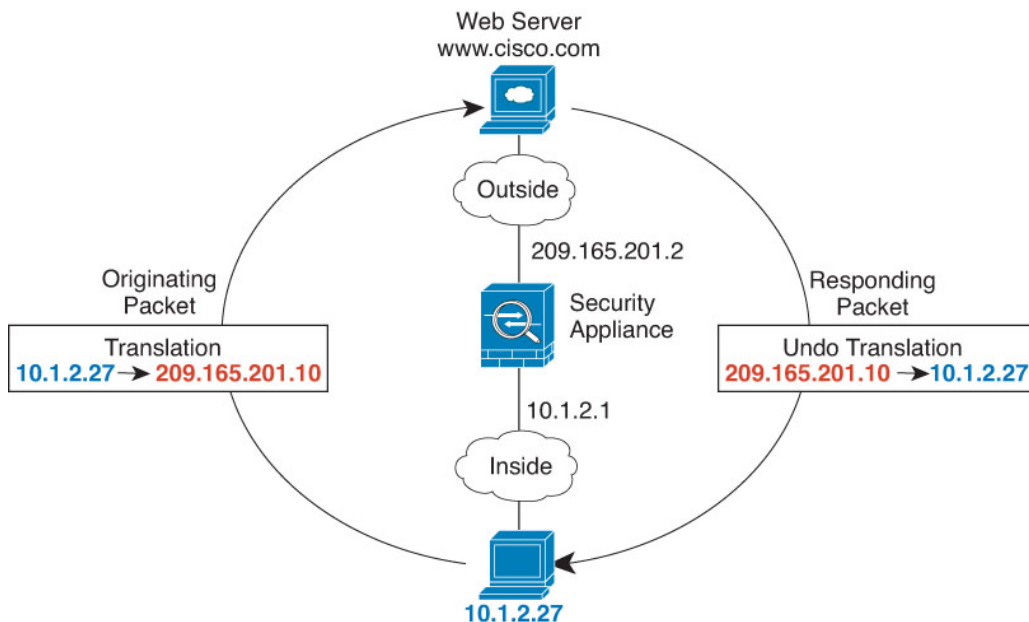 Web Server
www.cisco.com
Outside
209.165.201.2
Originating
Packet
Responding
Packet
Security
Appliance
Translation
10.1.2.27 209.165.201.10
Undo Translation
209.165.201.10 10.1.2.27
10.1.2.1
Inside
10.1.2.27